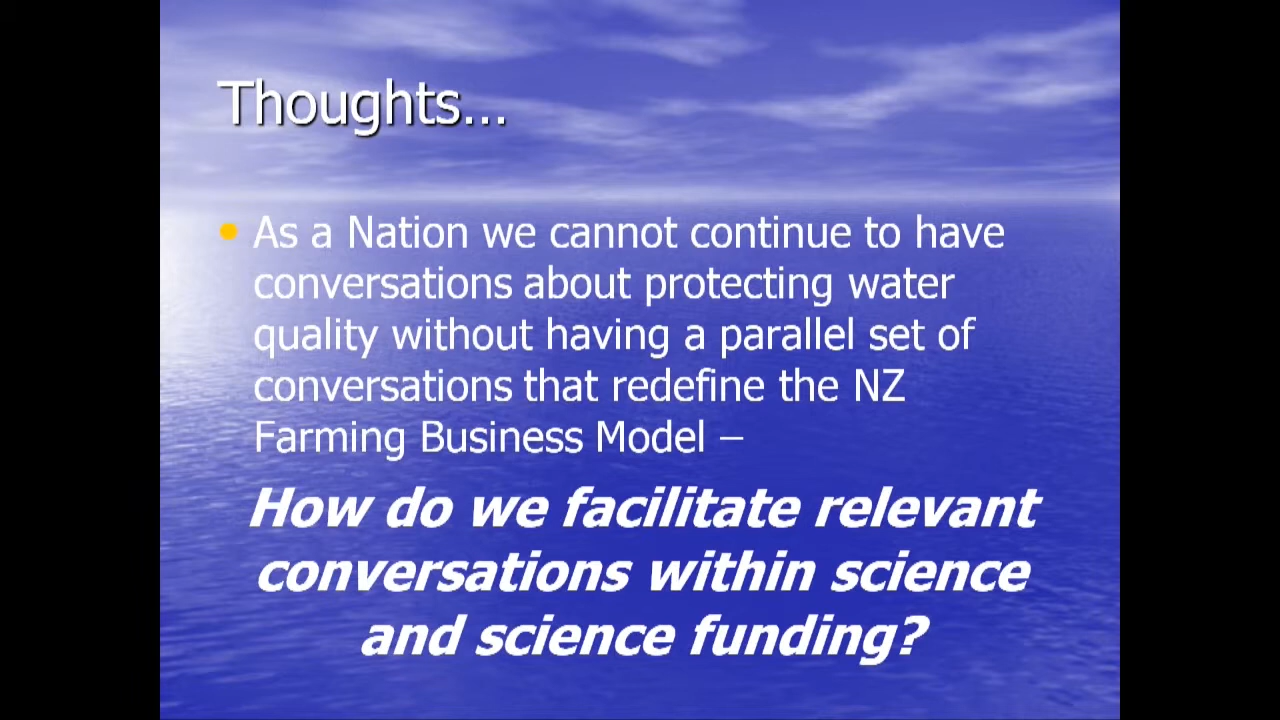 Thoughts...
• As a Nation we cannot continue to have
conversations about protecting water
quality without having a parallel set of
conversations that redefine the NZ
Farming Business Model –
How do we facilitate relevant
conversations within science
and science funding?